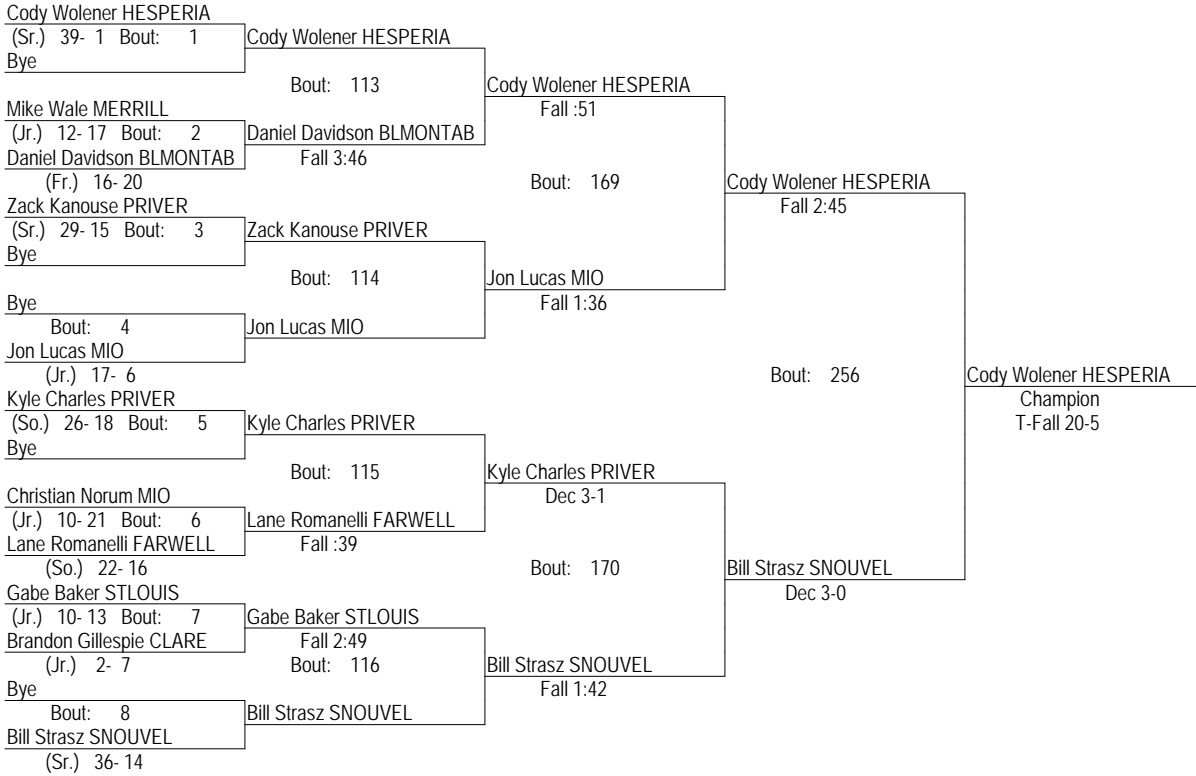 Cody Wolener HESPERIA
(Sr.) 39- 1 Bout: 1
Bye
Cody Wolener HESPERIA
Bout: 113
Mike Wale MERRILL
(Jr.) 12- 17 Bout: 2
Daniel Davidson BLMONTAB
(Fr.) 16- 20
Daniel Davidson BLMONTAB
Fall 3:46
Cody Wolener HESPERIA
Fall :51
Bout: 169
Zack Kanouse PRIVER
(Sr.) 29- 15 Bout: 3
Bye
Zack Kanouse PRIVER
Bout: 114
Bye
Bout: 4
Jon Lucas MIO
(Jr.) 17- 6
Jon Lucas MIO
Jon Lucas MIO
Fall 1:36
Cody Wolener HESPERIA
Fall 2:45
Bout: 256
Kyle Charles PRIVER
(So.) 26- 18 Bout: 5
Bye
Kyle Charles PRIVER
Bout: 115
Christian Norum MIO
(Jr.) 10- 21 Bout: 6
Lane Romanelli FARWELL
(So.) 22- 16
Lane Romanelli FARWELL
Fall :39
Kyle Charles PRIVER
Dec 3-1
Bout: 170
Gabe Baker STLOUIS
(Jr.) 10- 13 Bout: 7
Brandon Gillespie CLARE
(Jr.) 2- 7
Gabe Baker STLOUIS
Fall 2:49
Bout: 116
Bye
Bout: 8
Bill Strasz SNOUVEL
(Sr.) 36- 14
Bill Strasz SNOUVEL
Bill Strasz SNOUVEL
Fall 1:42
Bill Strasz SNOUVEL
Dec 3-0
Cody Wolener HESPERIA
Champion
T-Fall 20-5